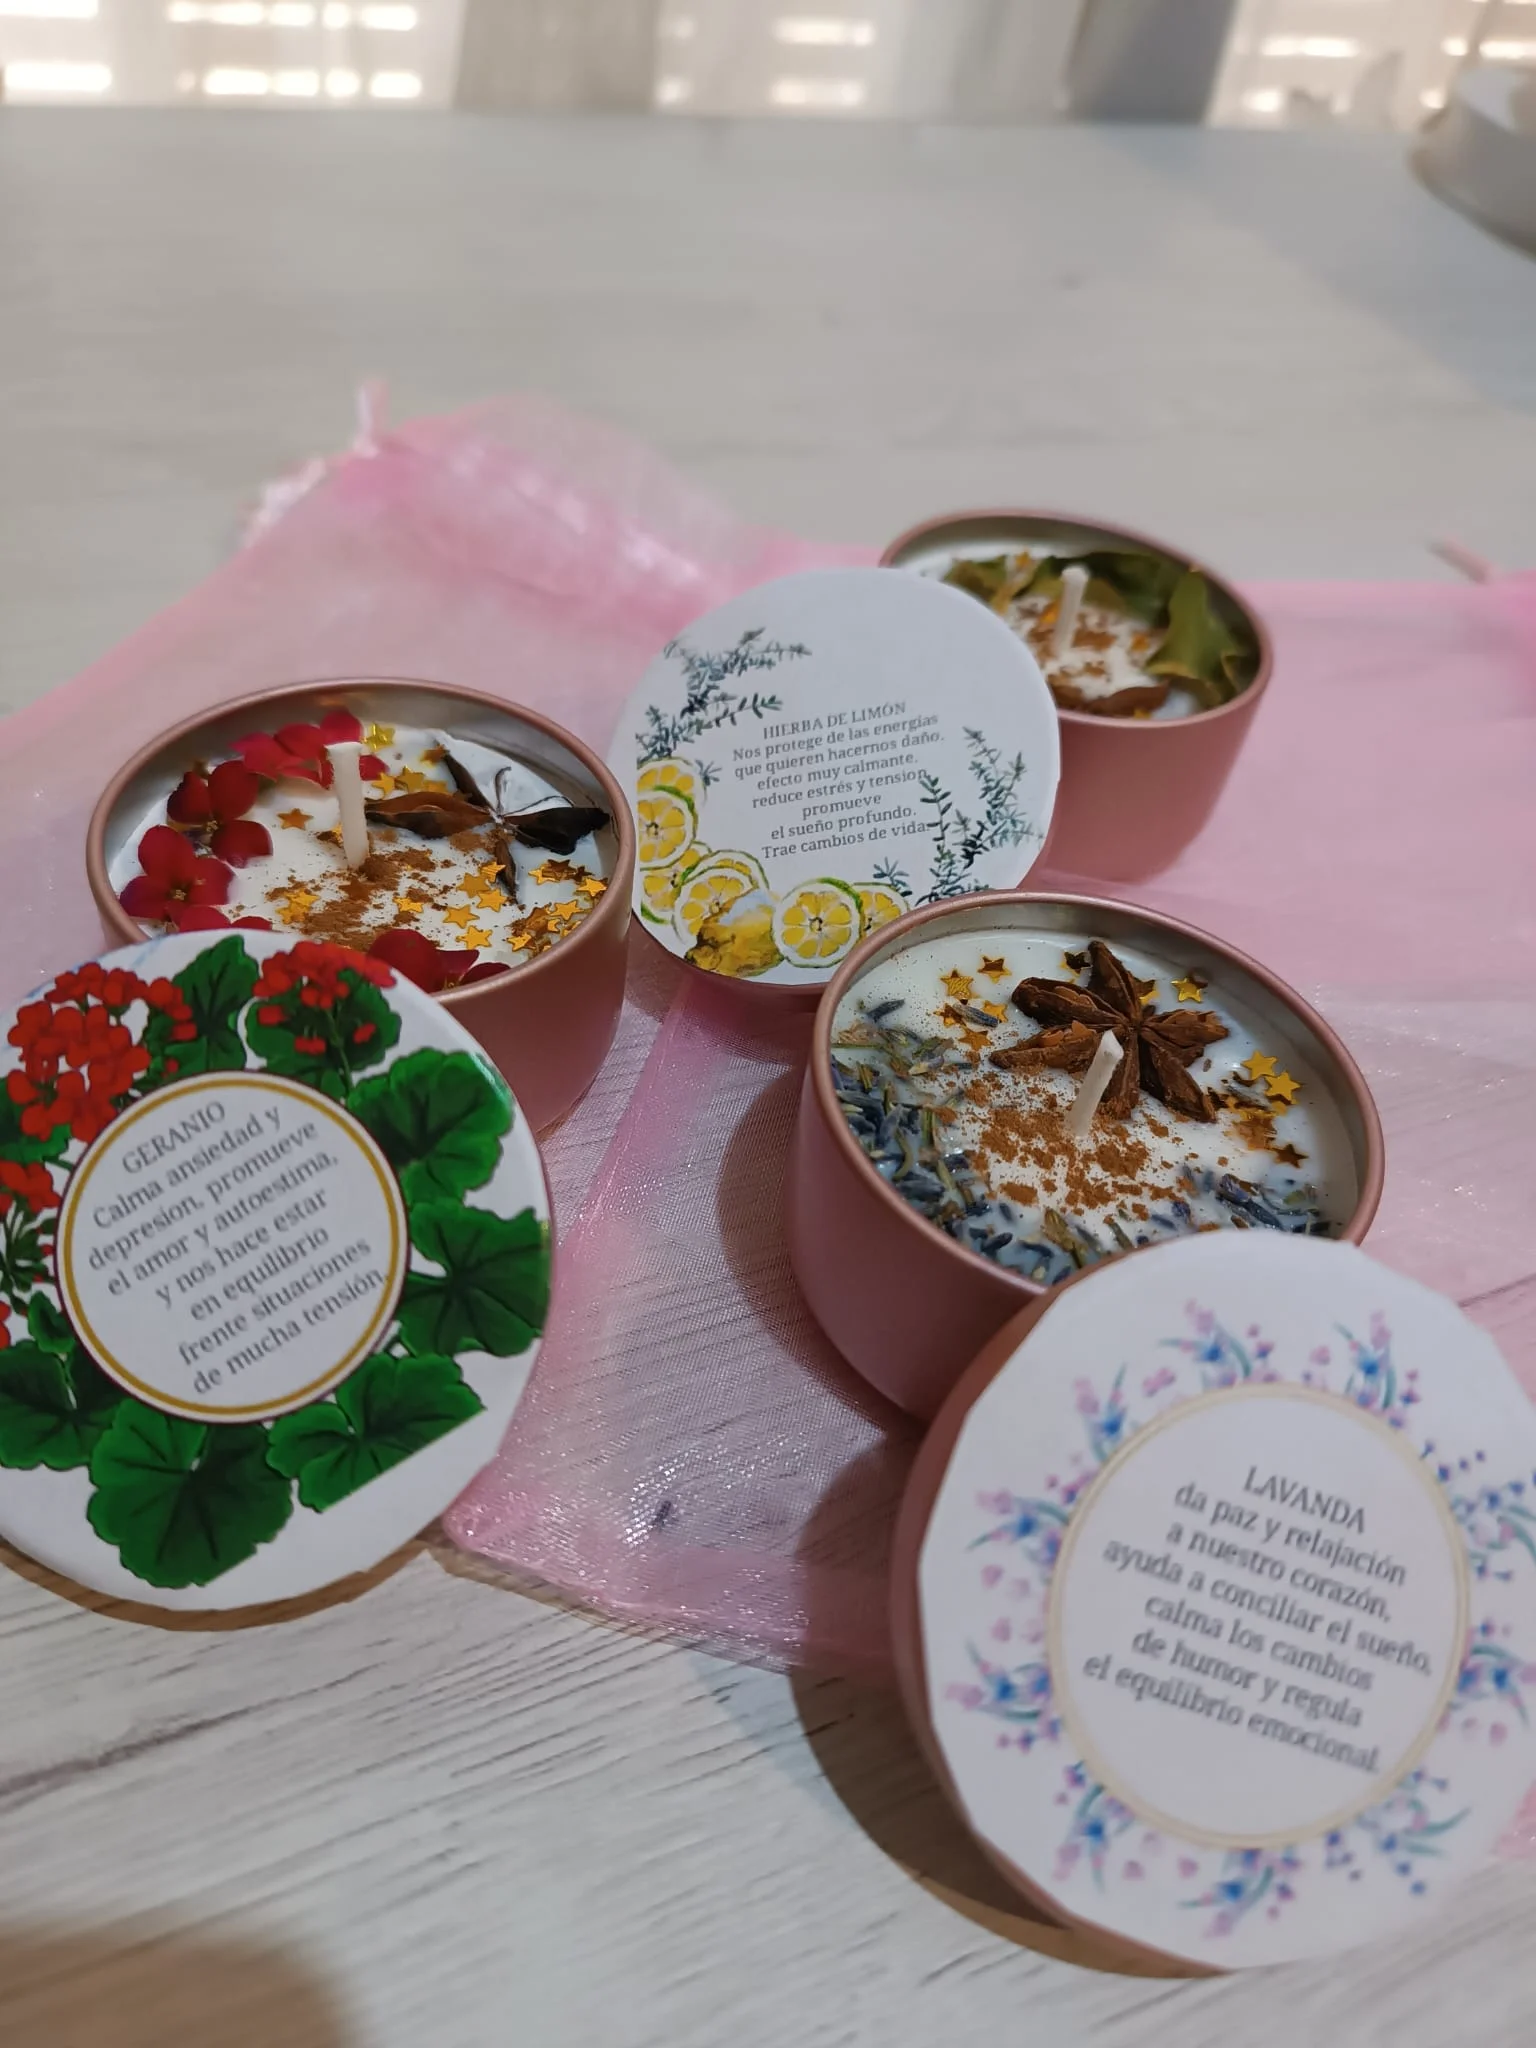 HIERBA DE LIMÓN
Nos protege de las energías
que quieren hacernos daño.
efecto muy calmante.
reduce estrés y tension
promueve
el sueño profundo.
Trae cambios de vida
GERANIO
Calma ansiedad y
depresion, promueve
el amor y autoestima,
y nos hace estar
en equilibrio
frente situaciones
de mucha tensión.
LAVANDA
da paz y relajación
a nuestro corazón,
ayuda a conciliar el sueño,
calma los cambios
de humor y regula
el equilibrio emocional.